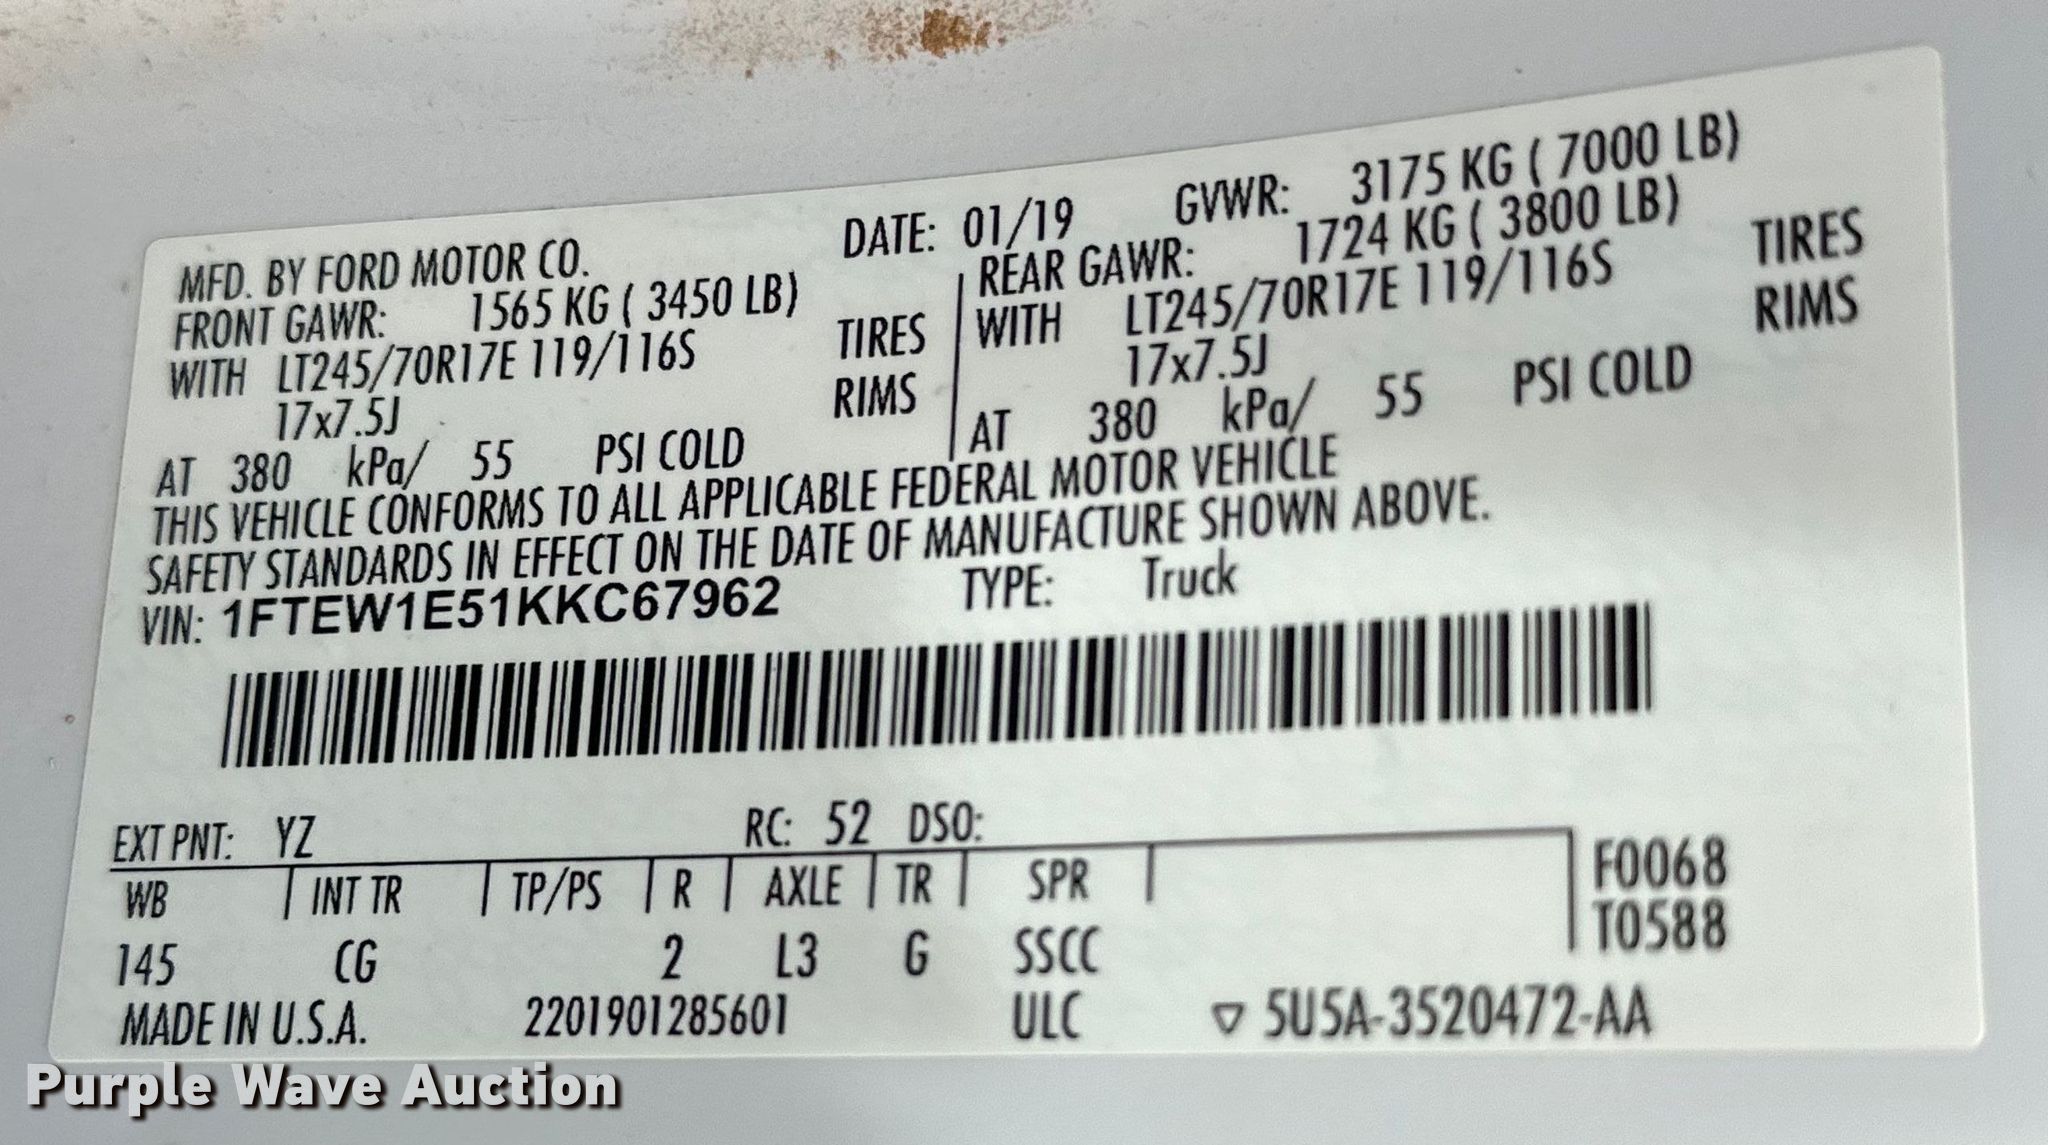 MFD. BY FORD MOTOR CO. DATE: 01/19 GVWR: 3175 KG ( 7000 LB)
FRONT GAWR: 1565 KG ( 3450 LB) REAR GAWR: 1724 KG ( 3800 LB)
WITH LT245/70R17E 119/116S TIRES WITH LT245/70R17E 119/116S TIRES
17x7.5J RIMS 17x7.5J RIMS
AT 380 kPa/ 55 PSI COLD AT 380 kPa/ 55 PSI COLD
THIS VEHICLE CONFORMS TO ALL APPLICABLE FEDERAL MOTOR VEHICLE
SAFETY STANDARDS IN EFFECT ON THE DATE OF MANUFACTURE SHOWN ABOVE.
VIN: 1FTEW1E51KKC67962 TYPE: Truck
EXT PNT: YZ RC: 52 DSO:
WB INT TR TP/PS R AXLE TR SPR F0068
T0588
145 CG 2 L3 G SSCC
MADE IN U.S.A. 2201901285601 ULC ▽ 5U5A-3520472-AA
Purple Wave Auction